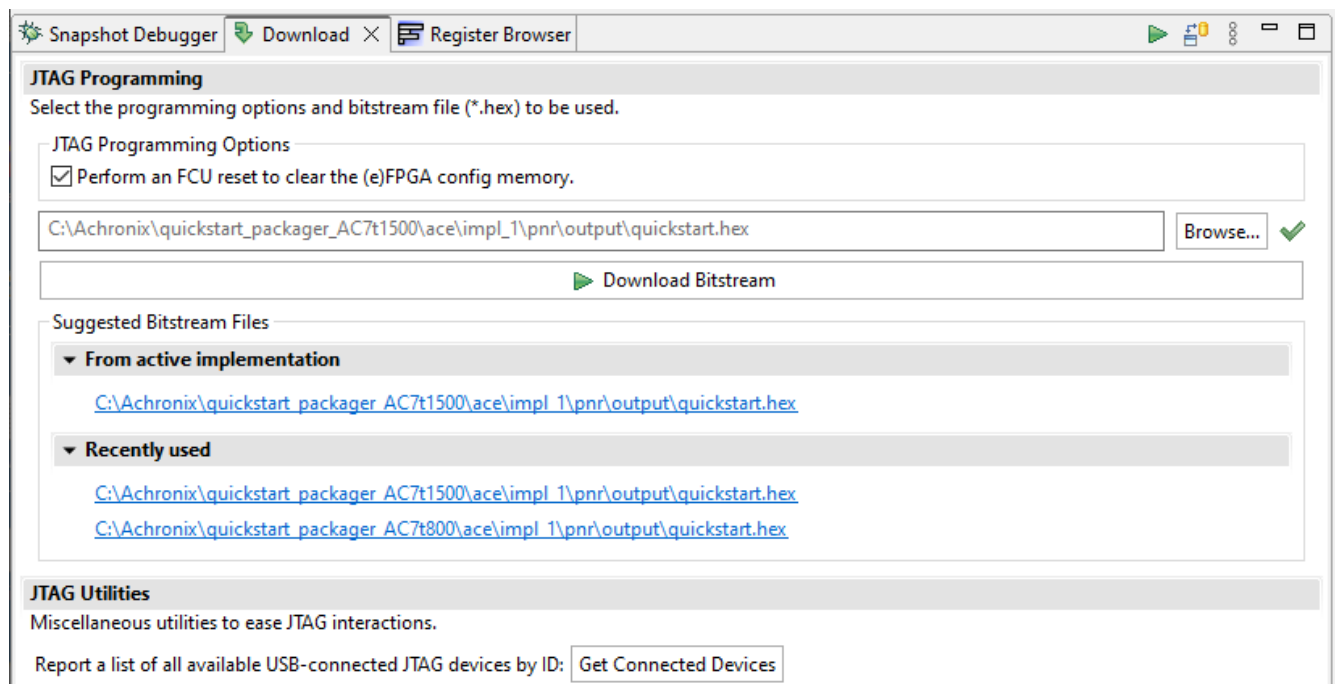 Snapshot Debugger Download Register Browser
JTAG Programming
Select the programming options and bitstream file (*.hex) to be used.
JTAG Programming Options
Perform an FCU reset to clear the (e)FPGA config memory.
C:\Achronix\quickstart_packager_AC7t1500\ace\impl_1\pnr\output\quickstart.hex Browse...
Download Bitstream
Suggested Bitstream Files
From active implementation
C:\Achronix\quickstart_packager_AC7t1500\ace\impl_1\pnr\output\quickstart.hex
Recently used
C:\Achronix\quickstart_packager_AC7t1500\ace\impl_1\pnr\output\quickstart.hex
C:\Achronix\quickstart_packager_AC7t800\ace\impl_1\pnr\output\quickstart.hex
JTAG Utilities
Miscellaneous utilities to ease JTAG interactions.
Report a list of all available USB-connected JTAG devices by ID: Get Connected Devices